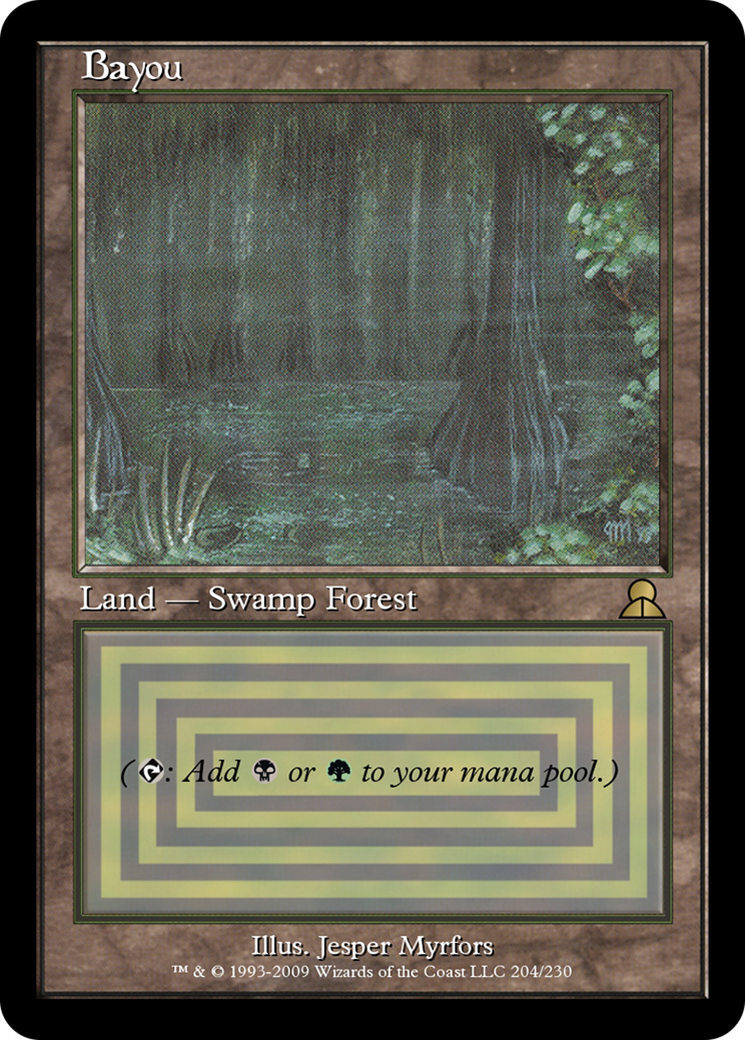 Bayou
Land — Swamp Forest
( : Add or to your mana pool.)
Illus. Jesper Myrfors
™ & © 1993-2009 Wizards of the Coast LLC 204/230